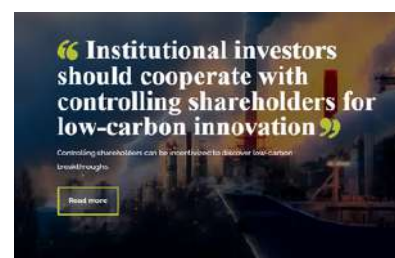 “ Institutional investors
should cooperate with
controlling shareholders for
low-carbon innovation ”
Controlling shareholders can be incentivized to discover low-carbon
breakthroughs
Read more